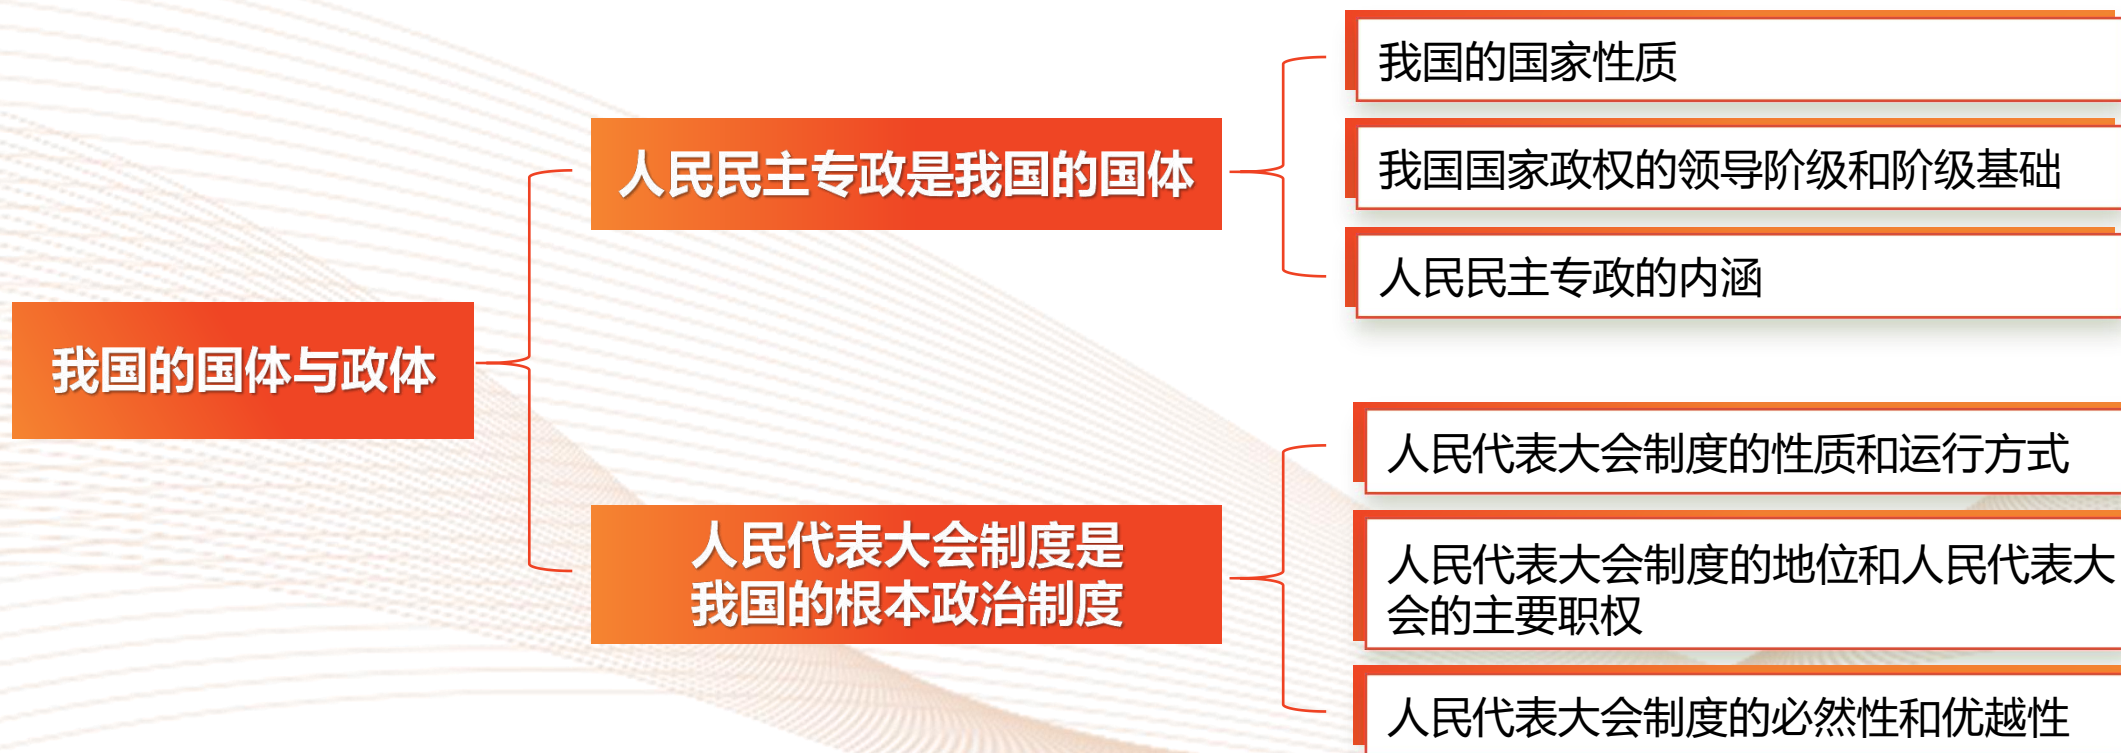 我国的国体与政体
人民民主专政是我国的国体
我国的国家性质
我国国家政权的领导阶级和阶级基础
人民民主专政的内涵
人民代表大会制度是
我国的根本政治制度
人民代表大会制度的性质和运行方式
人民代表大会制度的地位和人民代表大
会的主要职权
人民代表大会制度的必然性和优越性